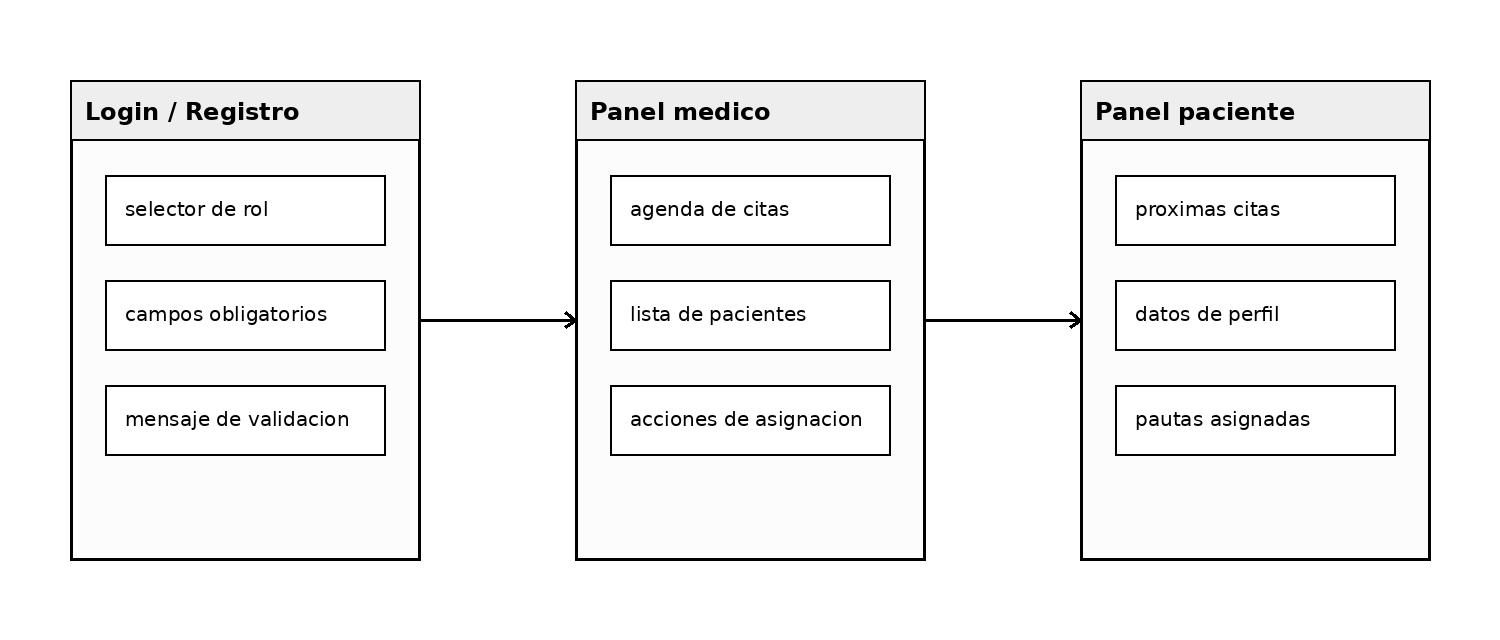 Login / Registro
selector de rol
campos obligatorios
mensaje de validacion
Panel medico
agenda de citas
lista de pacientes
acciones de asignacion
Panel paciente
proximas citas
datos de perfil
pautas asignadas